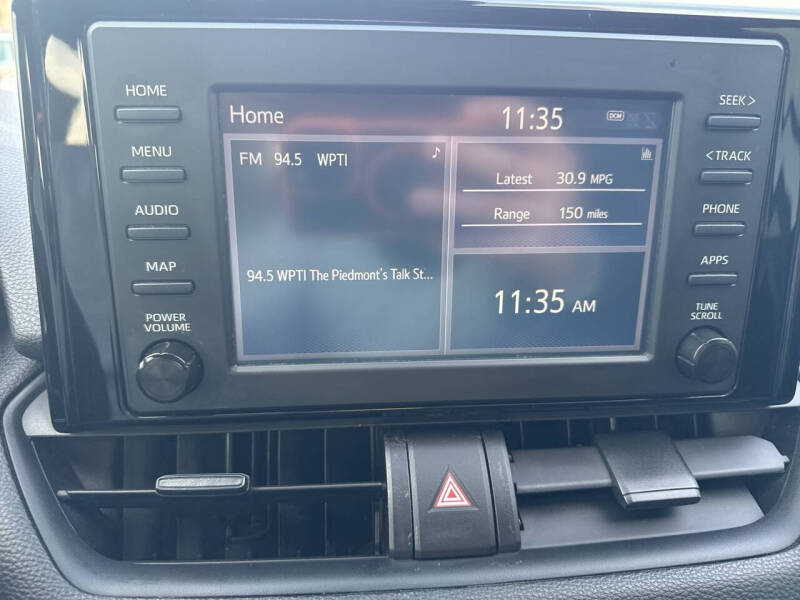 HOME
MENU
AUDIO
MAP
POWER
VOLUME
Home
11:35
DCM
FM 94.5 WPTI
94.5 WPTI The Piedmont's Talk St...
Latest 30.9 MPG
Range 150 miles
11:35 AM
SEEK >
< TRACK
PHONE
APPS
TUNE
SCROLL